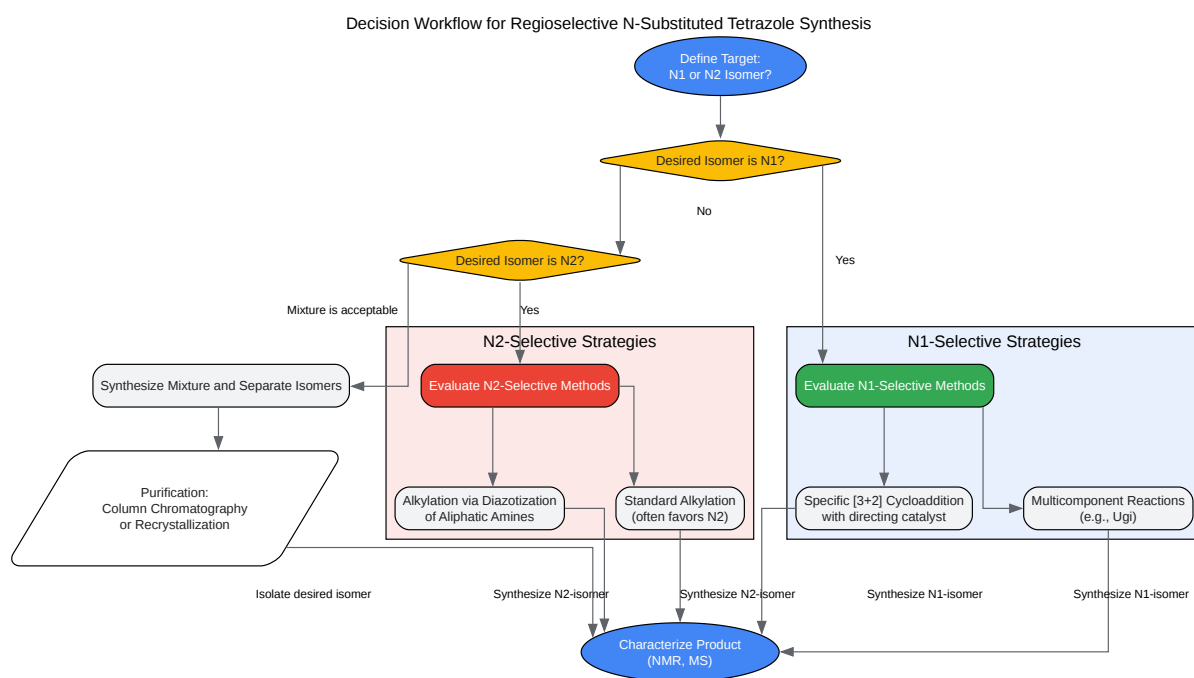 Decision Workflow for Regioselective N-Substituted Tetrazole Synthesis
Define Target:
N1 or N2 Isomer?
Desired Isomer is N1?
No
Desired Isomer is N2?
Yes
Mixture is acceptable
Yes
N2-Selective Strategies
N1-Selective Strategies
Synthesize Mixture and Separate Isomers
Evaluate N2-Selective Methods
Evaluate N1-Selective Methods
Purification:
Column Chromatography
or Recrystallization
Alkylation via Diazotization
of Aliphatic Amines
Standard Alkylation
(often favors N2)
Specific [3+2] Cycloaddition
with directing catalyst
Multicomponent Reactions
(e.g., Ugi)
Isolate desired isomer
Synthesize N2-isomer
Synthesize N2-isomer
Synthesize N1-isomer
Synthesize N1-isomer
Characterize Product
(NMR, MS)